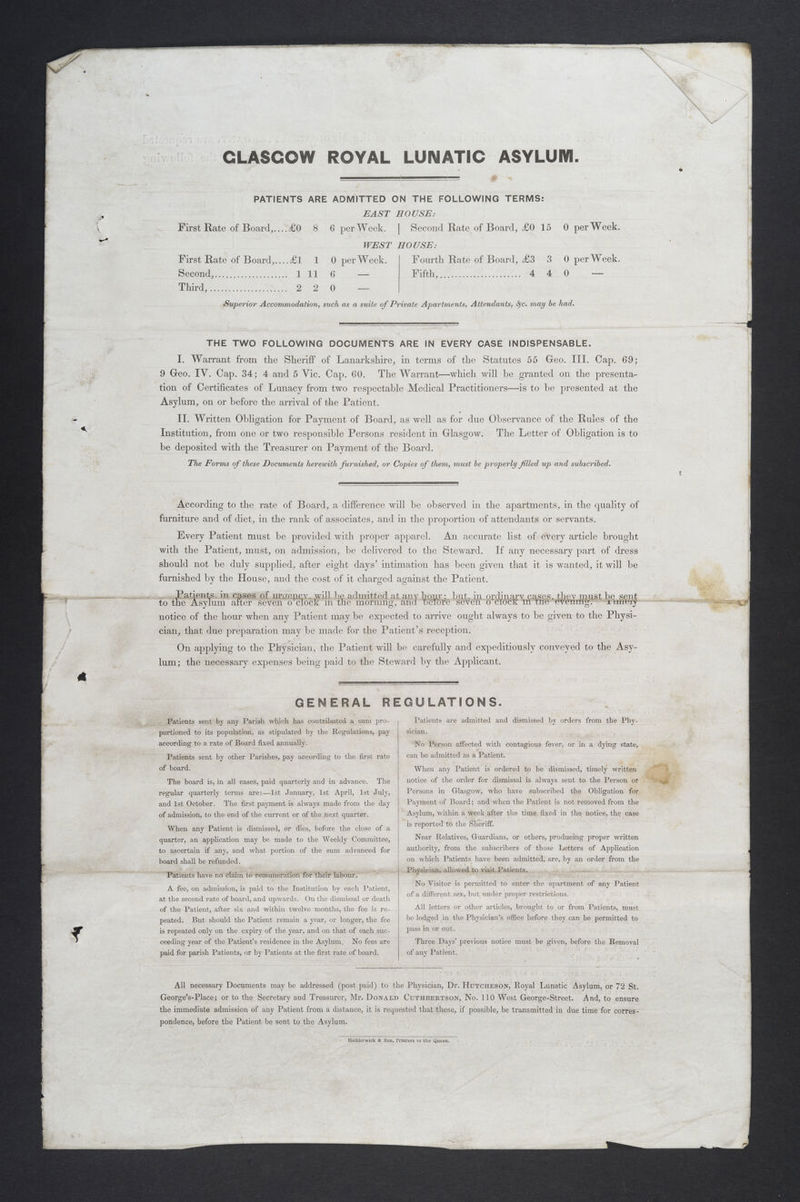 GLASGOW ROYAL LUNATIC ASYLUM.
PATIENTS ARE ADMITTED ON THE FOLLOWING TERMS:
EAST HOUSE:
First Rate of Board,....£0 8 6 per Week. | Second Rate of Board, £0 15 0 per Week.
WEST HOUSE:
First Rate of Board,....£1 1 0 per Week.
Second,.................... 1 11 6 —
Third,...................... 2 2 0 —
Fourth Rate of Board, £3 3 0 per Week.
Fifth,....................... 4 4 0 —
Superior Accommodation, such as a suite of Private Apartments, Attendants, &c. may be had.
THE TWO FOLLOWING DOCUMENTS ARE IN EVERY CASE INDISPENSABLE.
I. Warrant from the Sheriff of Lanarkshire, in terms of the Statutes 55 Geo. III. Cap. 69;
9 Geo. IV. Cap. 34; 4 and 5 Vic. Cap. 60. The Warrant—which will be granted on the presenta-
tion of Certificates of Lunacy from two respectable Medical Practitioners—is to be presented at the
Asylum, on or before the arrival of the Patient.
II. Written Obligation for Payment of Board, as well as for due Observance of the Rules of the
Institution, from one or two responsible Persons resident in Glasgow. The Letter of Obligation is to
be deposited with the Treasurer on Payment of the Board.
The Forms of these Documents herewith furnished, or Copies of them, must be properly filled up and subscribed.
According to the rate of Board, a difference will be observed in the apartments, in the quality of
furniture and of diet, in the rank of associates, and in the proportion of attendants or servants.
Every Patient must be provided with proper apparel. An accurate list of every article brought
with the Patient, must, on admission, be delivered to the Steward. If any necessary part of dress
should not be duly supplied, after eight days' intimation has been given that it is wanted, it will be
furnished by the House, and the cost of it charged against the Patient.
Patients, in cases of urgency, will be admitted at any hour; but, in ordinary cases, they must be sent
to the Asylum after seven o'clock in the morning, and before seven o'clock in the evening. Timely
notice of the hour when any Patient may be expected to arrive ought always to be given to the Physi-
cian, that due preparation may be made for the Patient's reception.
On applying to the Physician, the Patient will be carefully and expeditiously conveyed to the Asy-
lum; the necessary expenses being paid to the Steward by the Applicant.
GENERAL REGULATIONS.
Patients sent by any Parish which has contributed a sum pro-
portioned to its population, as stipulated by the Regulations, pay
according to a rate of Board fixed annually.
Patients sent by other Parishes, pay according to the first rate
of board.
The board is, in all cases, paid quarterly and in advance. The
regular quarterly terms are:—1st January, 1st April, 1st July,
and 1st October. The first payment is always made from the day
of admission, to the end of the current or of the next quarter.
When any Patient is dismissed, or dies, before the close of a
quarter, an application may be made to the Weekly Committee,
to ascertain if any, and what portion of the sum advanced for
board shall be refunded.
Patients have no claim to remuneration for their labour.
A fee, on admission, is paid to the Institution by each Patient,
at the second rate of board, and upwards. On the dismissal or death
of the Patient, after six and within twelve months, the fee is re-
peated. But should the Patient remain a year, or longer, the fee
is repeated only on the expiry of the year, and on that of each suc-
ceeding year of the Patient's residence in the Asylum. No fees are
paid for parish Patients, or by Patients at the first rate of board.
Patients are admitted and dismissed by orders from the Phy-
sician.
No Person affected with contagious fever, or in a dying state,
can be admitted as a Patient.
When any Patient is ordered to be dismissed, timely written
notice of the order for dismissal is always sent to the Person or
Persons in Glasgow, who have subscribed the Obligation for
Payment of Board; and when the Patient is not removed from the
Asylum, within a week after the time fixed in the notice, the case
is reported to the Sheriff.
Near Relatives, Guardians, or others, producing proper written
authority, from the subscribers of those Letters of Application
on which Patients have been admitted, are, by an order from the
Physician, allowed to visit Patients.
No Visitor is permitted to enter the apartment of any Patient
of a different sex, but under proper restrictions.
All letters or other articles, brought to or from Patients, must
be lodged in the Physician's office before they can be permitted to
pass in or out.
Three Days' previous notice must be given, before the Removal
of any Patient.
All necessary Documents may be addressed (post paid) to the Physician, Dr. HUTCHESON, Royal Lunatic Asylum, or 72 St.
George's-Place; or to the Secretary and Treasurer, Mr. DONALD CUTHBERTSON, No. 110 West George-Street. And, to ensure
the immediate admission of any Patient from a distance, it is requested that these, if possible, be transmitted in due time for corres-
pondence, before the Patient be sent to the Asylum.
Hedderwick & Son, Printers to the Queen.